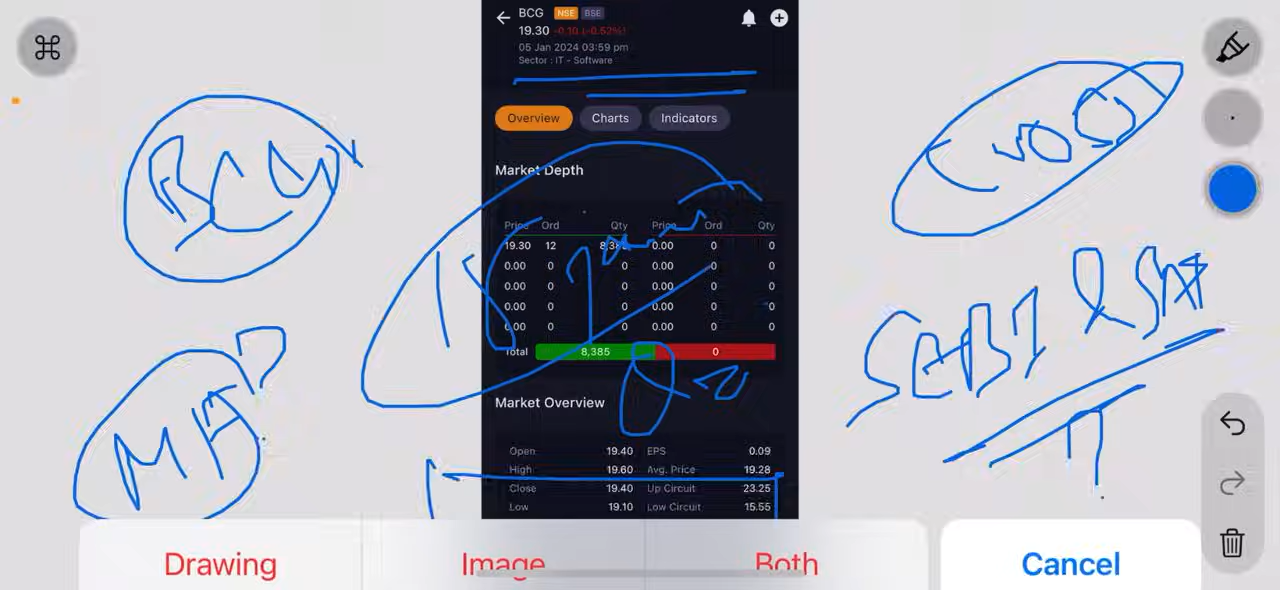 BCG NSE BSE
19.30 -0.10 (-0.52%)
05 Jan 2024 03:59 pm
Sector : IT - Software
Overview Charts Indicators
Market Depth
Price Ord Qty Price Ord Qty
19.30 12 8,385 0.00 0 0
0.00 0 0 0.00 0 0
0.00 0 0 0.00 0 0
0.00 0 0 0.00 0 0
0.00 0 0 0.00 0 0
Total 8,385 0
Market Overview
Open 19.40 EPS 0.09
High 19.60 Avg. Price 19.28
Close 19.40 Up Circuit 23.25
Low 19.10 Low Circuit 15.55
SEBI
Drawing Image Both Cancel